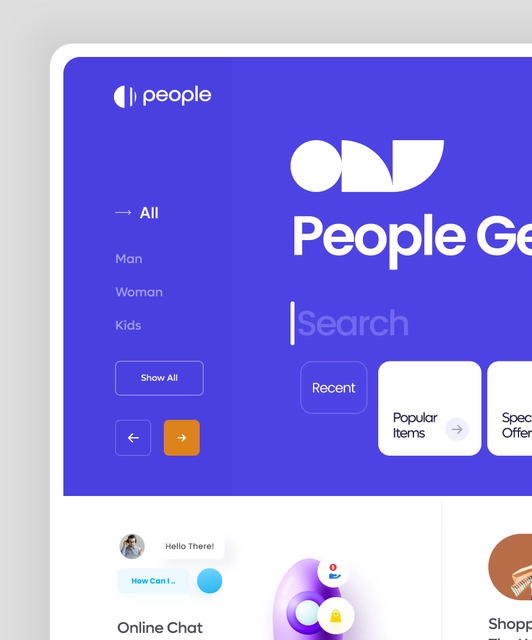 people
All
Man
Woman
Kids
Show All
People Ge
Search
Recent
Popular
Items
Spec
Offer
Hello There!
How Can I ..
Online Chat
Shopp